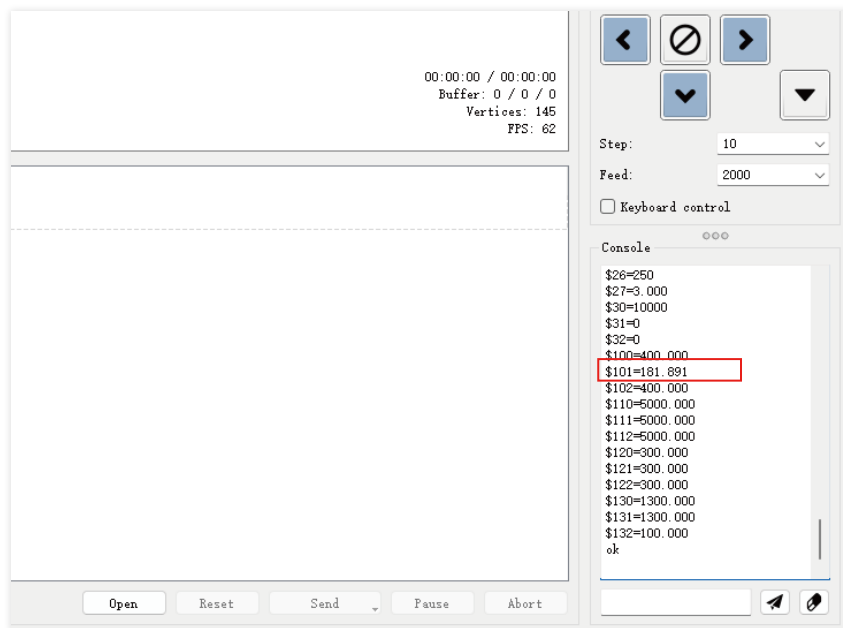 00:00:00 / 00:00:00
Buffer: 0 / 0 / 0
Vertices: 145
FPS: 62
Step: 10
Feed: 2000
Keyboard control
Console
$26=250
$27=3.000
$30=10000
$31=0
$32=0
$100=400.000
$101=181.891
$102=400.000
$110=5000.000
$111=5000.000
$112=5000.000
$120=300.000
$121=300.000
$122=300.000
$130=1300.000
$131=1300.000
$132=100.000
ok
Open Reset Send Pause Abort